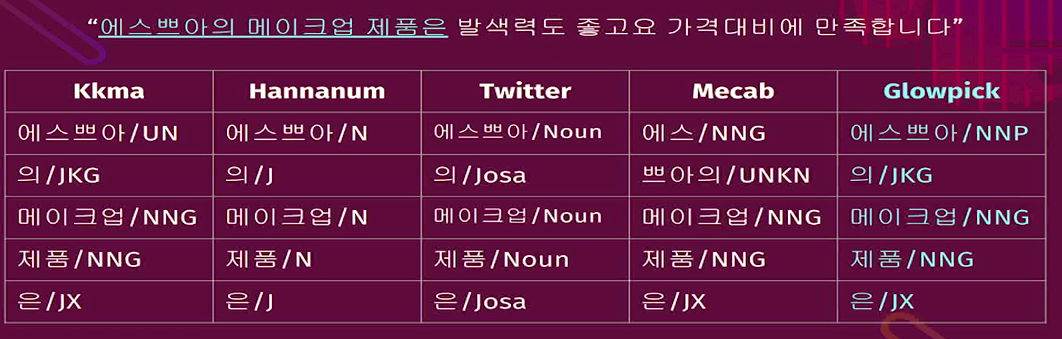 “에스쁘아의 메이크업 제품은 발색력도 좋고요 가격대비에 만족합니다”
Kkma Hannanum Twitter Mecab Glowpick
에스쁘아/UN 에스쁘아/N 에스쁘아/Noun 에스/NNG 에스쁘아/NNP
의/JKG 의/J 의/Josa 쁘아의/UNKN 의/JKG
메이크업/NNG 메이크업/N 메이크업/Noun 메이크업/NNG 메이크업/NNG
제품/NNG 제품/N 제품/Noun 제품/NNG 제품/NNG
은/JX 은/J 은/Josa 은/JX 은/JX